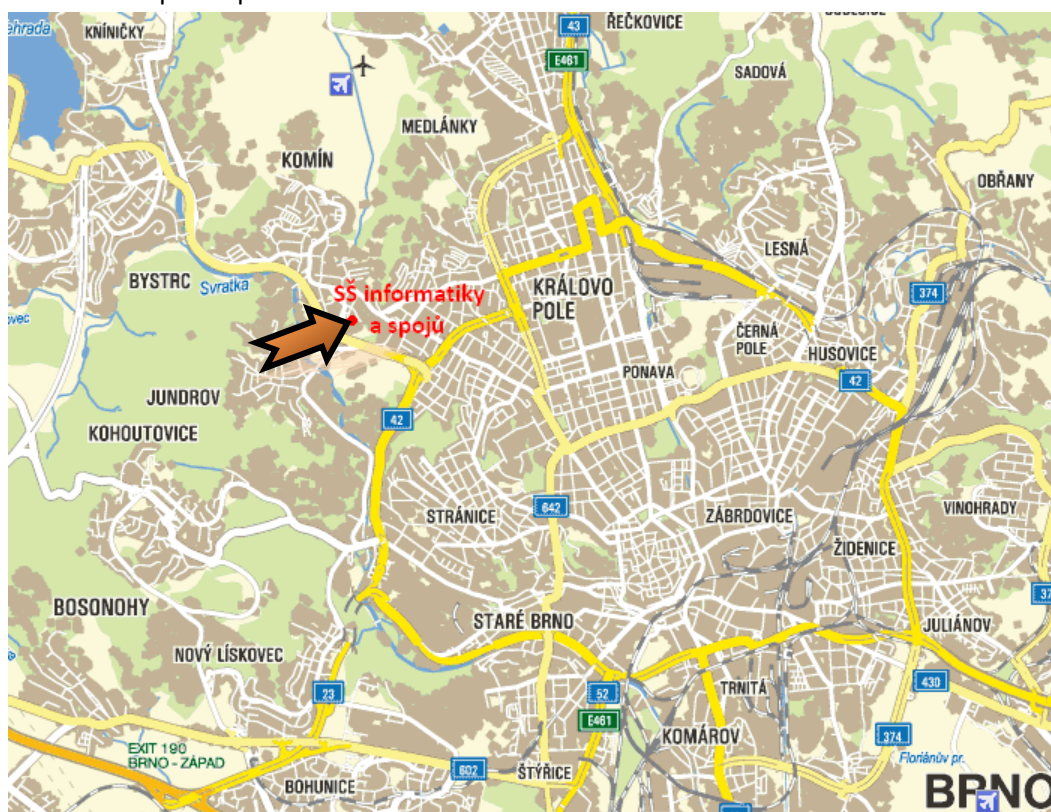 43
ŘEČKOVICE
KNÍNIČKY
E461
SADOVÁ
MEDLÁNKY
KOMÍN
OBŘANY
LESNÁ
BYSTRC
Svratka
SŠ informatiky
a spojů
KRÁLOVO
POLE
374
ČERNÁ
POLE
HUSOVICE
PONAVA
42
JUNDROV
42
KOHOUTOVICE
642
STRÁNICE
ZÁBRDOVICE
VINOHRADY
ŽIDENICE
BOSONOHY
STARÉ BRNO
JULIÁNOV
NOVÝ LÍSKOVEC
23
52
TRNITÁ
430
E461
KOMÁROV
374
EXIT 190
BRNO - ZÁPAD
Floriánův pr.
602
ŠTÝŘICE
BOHUNICE
BRNO